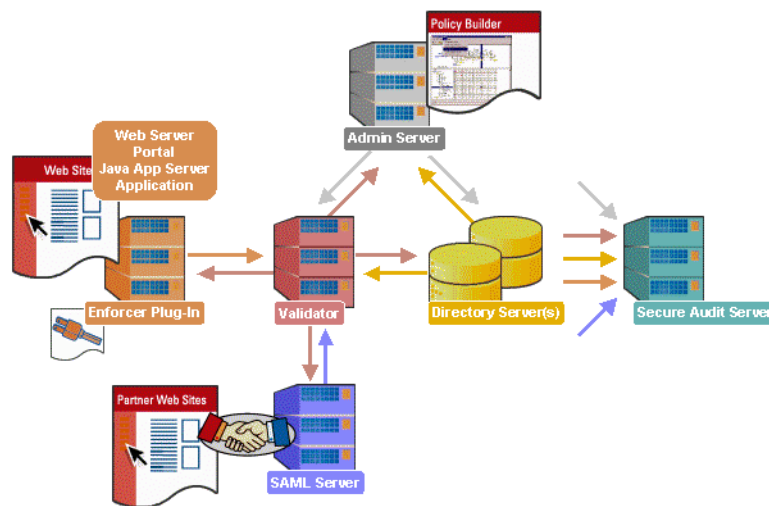 Policy Builder
Admin Server
Web Server
Portal
Java App Server
Application
Web Sites
Enforcer Plug-In
Validator
Directory Server(s)
Secure Audit Server
Partner Web Sites
SAML Server